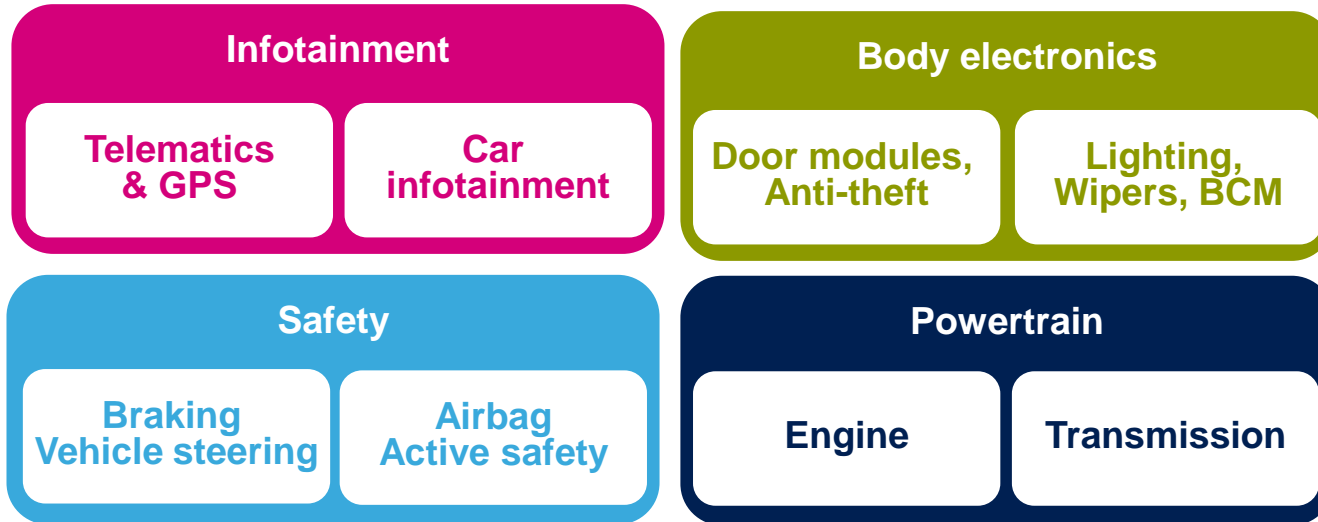 Infotainment
Telematics
& GPS
Car
infotainment
Body electronics
Door modules,
Anti-theft
Lighting,
Wipers, BCM
Safety
Braking
Vehicle steering
Airbag
Active safety
Powertrain
Engine
Transmission